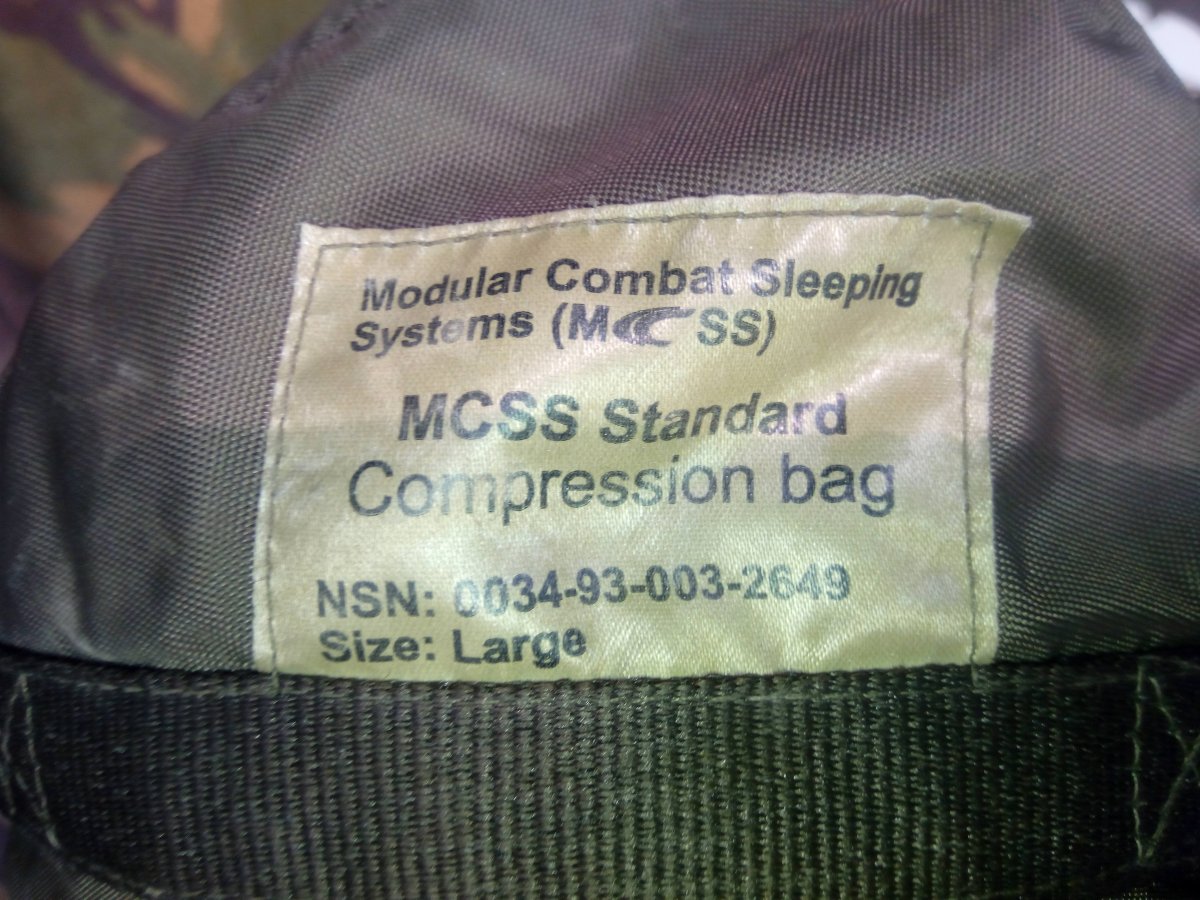 Modular Combat Sleeping
Systems (MCSS)
MCSS Standard
Compression bag
NSN: 0034-93-003-2649
Size: Large